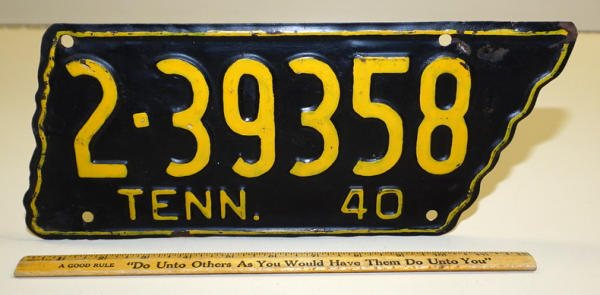 2·39358
TENN. 40
A GOOD RULE "Do Unto Others As You Would Have Them Do Unto You"